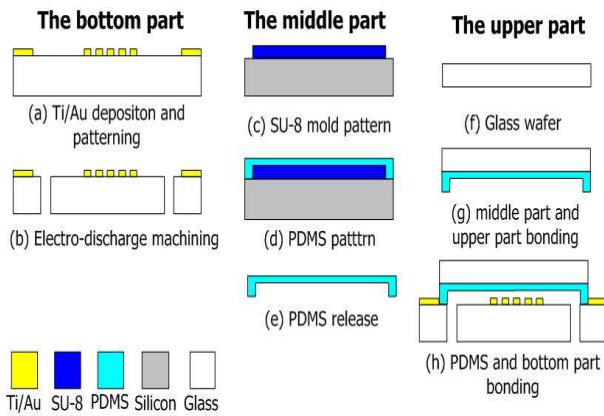 The bottom part
(a) Ti/Au depositon and
patterning
(b) Electro-discharge machining
The middle part
(c) SU-8 mold pattern
(d) PDMS patttrn
(e) PDMS release
The upper part
(f) Glass wafer
(g) middle part and
upper part bonding
(h) PDMS and bottom part
bonding
Ti/Au SU-8 PDMS Silicon Glass